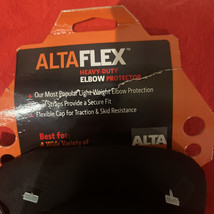 ALTAFLEX™
HEAVY-DUTY
ELBOW PROTECTOR
Our Most Popular Light Weight Elbow Protection
Straps Provide a Secure Fit
Flexible Cap for Traction & Skid Resistance
Best for:
A Wide Variety of
ALTA